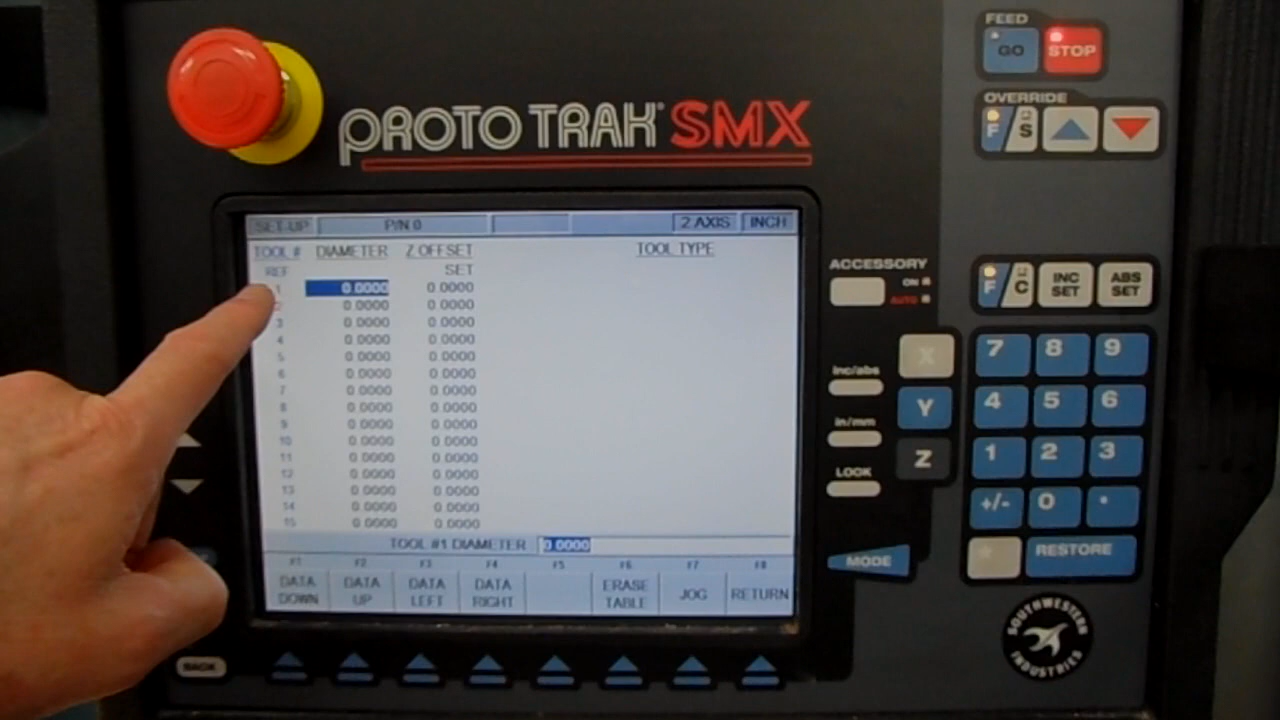 FEED
GO STOP
OVERRIDE
F S
PROTO TRAK® SMX
SET-UP P/N 0 2 AXIS INCH
TOOL # DIAMETER Z OFFSET TOOL TYPE
REF SET
1 0.0000 0.0000
2 0.0000 0.0000
3 0.0000 0.0000
4 0.0000 0.0000
5 0.0000 0.0000
6 0.0000 0.0000
7 0.0000 0.0000
8 0.0000 0.0000
9 0.0000 0.0000
10 0.0000 0.0000
11 0.0000 0.0000
12 0.0000 0.0000
13 0.0000 0.0000
14 0.0000 0.0000
15 0.0000 0.0000
TOOL #1 DIAMETER 0.0000
F1 F2 F3 F4 F5 F6 F7 F8
DATA DATA DATA DATA ERASE JOG RETURN
DOWN UP LEFT RIGHT TABLE
BACK
ACCESSORY
ON
AUTO
inc/abs
in/mm
LOOK
X
Y
Z
MODE
F C INC SET ABS SET
7 8 9
4 5 6
1 2 3
+/- 0 .
RESTORE
SOUTHWESTERN
INDUSTRIES